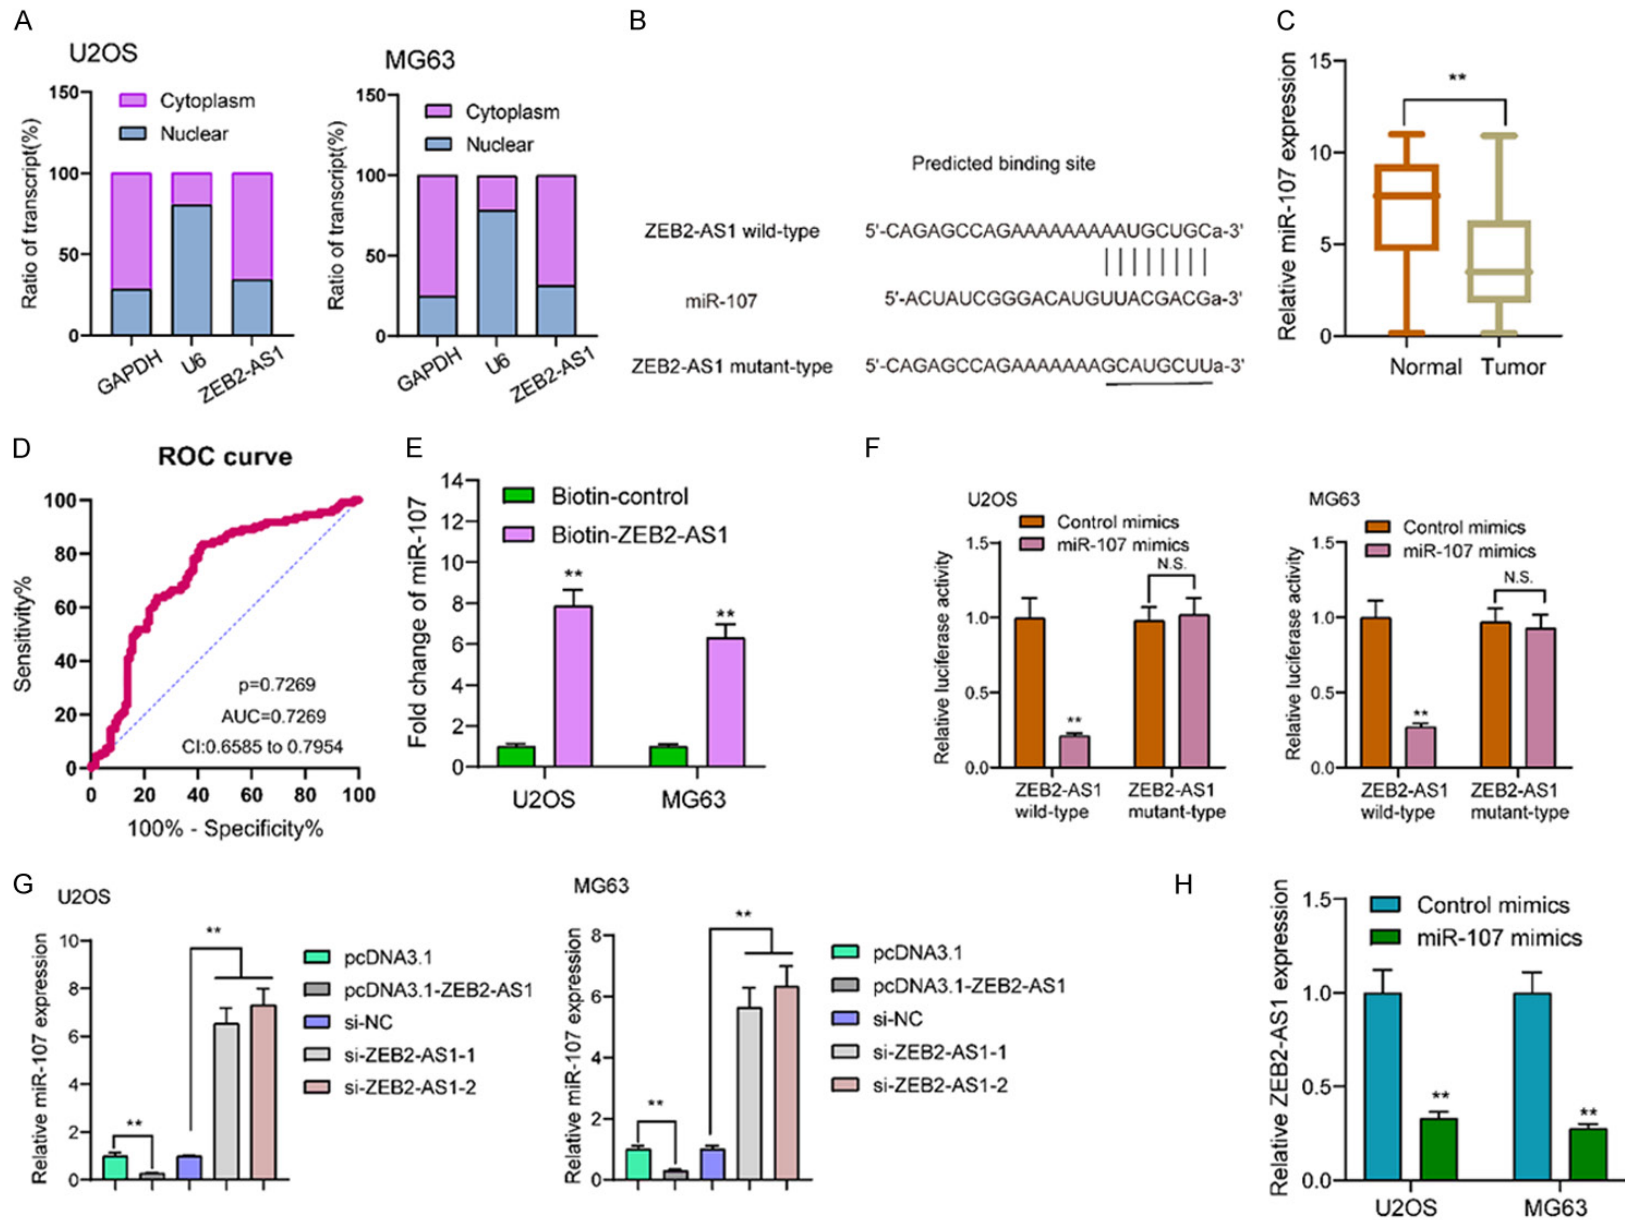 A
U2OS
150
100
50
0
Ratio of transcript(%)
Cytoplasm
Nuclear
GAPDH
U6
ZEB2-AS1
MG63
150
100
50
0
Ratio of transcript(%)
Cytoplasm
Nuclear
GAPDH
U6
ZEB2-AS1
B
Predicted binding site
ZEB2-AS1 wild-type 5'-CAGAGCCAGAAAAAAAAAUGCUGCa-3'
miR-107 5'-ACUAUCGGGACAUGUUACGACGa-3'
ZEB2-AS1 mutant-type 5'-CAGAGCCAGAAAAAAAGCAUGCUUa-3'
C
15
10
5
0
Relative miR-107 expression
**
Normal Tumor
D
ROC curve
100
80
60
40
20
0
Sensitivity%
p=0.7269
AUC=0.7269
CI:0.6585 to 0.7954
0 20 40 60 80 100
100% - Specificity%
E
14
12
10
8
6
4
2
0
Fold change of miR-107
Biotin-control
Biotin-ZEB2-AS1
**
**
U2OS MG63
F
U2OS
Control mimics
miR-107 mimics
1.5
1.0
0.5
0.0
Relative luciferase activity
N.S.
**
ZEB2-AS1 ZEB2-AS1
wild-type mutant-type
MG63
Control mimics
miR-107 mimics
1.5
1.0
0.5
0.0
Relative luciferase activity
N.S.
**
ZEB2-AS1 ZEB2-AS1
wild-type mutant-type
G
U2OS
10
8
6
4
2
0
Relative miR-107 expression
**
**
pcDNA3.1
pcDNA3.1-ZEB2-AS1
si-NC
si-ZEB2-AS1-1
si-ZEB2-AS1-2
MG63
8
6
4
2
0
Relative miR-107 expression
**
**
pcDNA3.1
pcDNA3.1-ZEB2-AS1
si-NC
si-ZEB2-AS1-1
si-ZEB2-AS1-2
H
1.5
1.0
0.5
0.0
Relative ZEB2-AS1 expression
Control mimics
miR-107 mimics
**
**
U2OS MG63